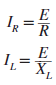 I_R = E/R
I_L = E/X_L